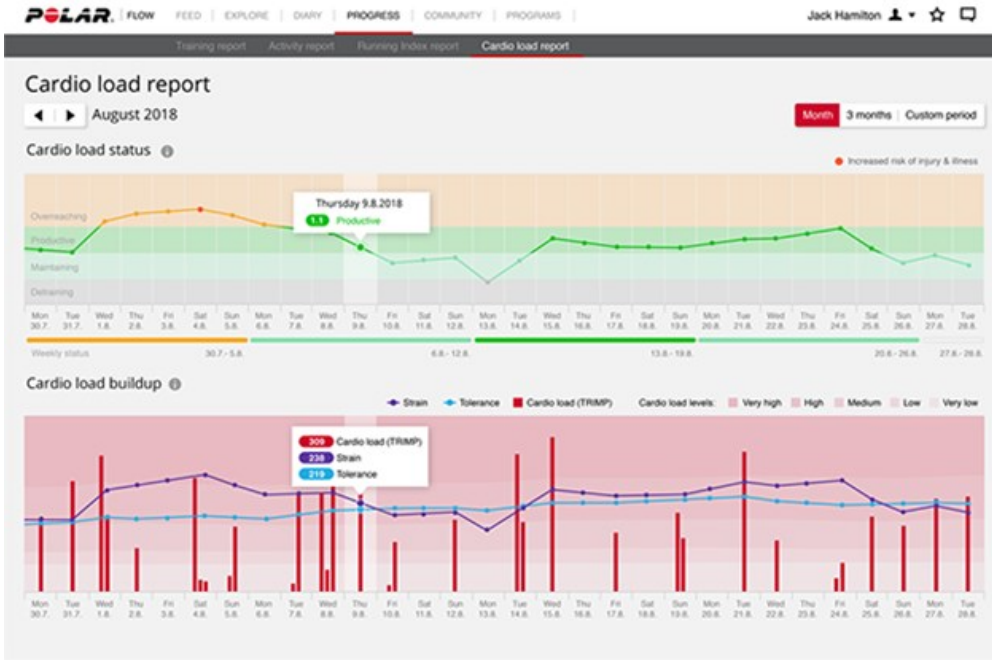 POLAR. FLOW FEED EXPLORE DIARY PROGRESS COMMUNITY PROGRAMS Jack Hamilton
Training report Activity report Running Index report Cardio load report
Cardio load report
August 2018
Month 3 months Custom period
Cardio load status
Increased risk of injury & illness
Thursday 9.8.2018
1.1 Productive
Overreaching
Productive
Maintaining
Detraining
Mon Tue Wed Thu Fri Sat Sun Mon Tue Wed Thu Fri Sat Sun Mon Tue Wed Thu Fri Sat Sun Mon Tue Wed Thu Fri Sat Sun Mon Tue
30.7. 31.7. 1.8. 2.8. 3.8. 4.8. 5.8. 6.8. 7.8. 8.8. 9.8. 10.8. 11.8. 12.8. 13.8. 14.8. 15.8. 16.8. 17.8. 18.8. 19.8. 20.8. 21.8. 22.8. 23.8. 24.8. 25.8. 26.8. 27.8. 28.8.
Weekly status 30.7.- 5.8. 6.8.- 12.8. 13.8.- 19.8. 20.8.- 26.8. 27.8.- 28.8.
Cardio load buildup
Strain Tolerance Cardio load (TRIMP) Cardio load levels: Very high High Medium Low Very low
309 Cardio load (TRIMP)
238 Strain
219 Tolerance
Mon Tue Wed Thu Fri Sat Sun Mon Tue Wed Thu Fri Sat Sun Mon Tue Wed Thu Fri Sat Sun Mon Tue Wed Thu Fri Sat Sun Mon Tue
30.7. 31.7. 1.8. 2.8. 3.8. 4.8. 5.8. 6.8. 7.8. 8.8. 9.8. 10.8. 11.8. 12.8. 13.8. 14.8. 15.8. 16.8. 17.8. 18.8. 19.8. 20.8. 21.8. 22.8. 23.8. 24.8. 25.8. 26.8. 27.8. 28.8.